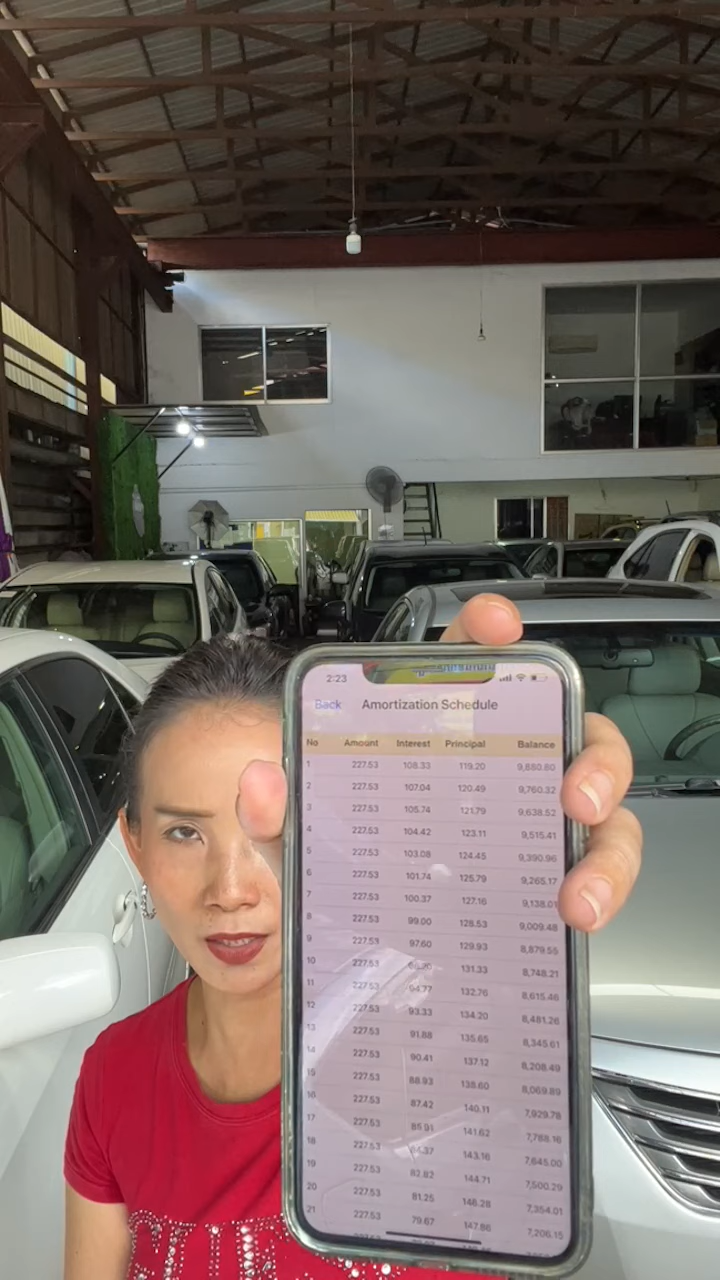 2:23
Back Amortization Schedule
No Amount Interest Principal Balance
1 227.53 108.33 119.20 9,880.80
2 227.53 107.04 120.49 9,760.32
3 227.53 105.74 121.79 9,638.52
4 227.53 104.42 123.11 9,515.41
5 227.53 103.08 124.45 9,390.96
6 227.53 101.74 125.79 9,265.17
7 227.53 100.37 127.16 9,138.01
8 227.53 99.00 128.53 9,009.48
9 227.53 97.60 129.93 8,879.55
10 227.53 96.20 131.33 8,748.21
11 227.53 94.77 132.76 8,615.46
12 227.53 93.33 134.20 8,481.26
13 227.53 91.88 135.65 8,345.61
14 227.53 90.41 137.12 8,208.49
15 227.53 88.93 138.60 8,069.89
16 227.53 87.42 140.11 7,929.78
17 227.53 85.91 141.62 7,788.16
18 227.53 84.37 143.16 7,645.00
19 227.53 82.82 144.71 7,500.29
20 227.53 81.25 146.28 7,354.01
21 227.53 79.67 147.86 7,206.15